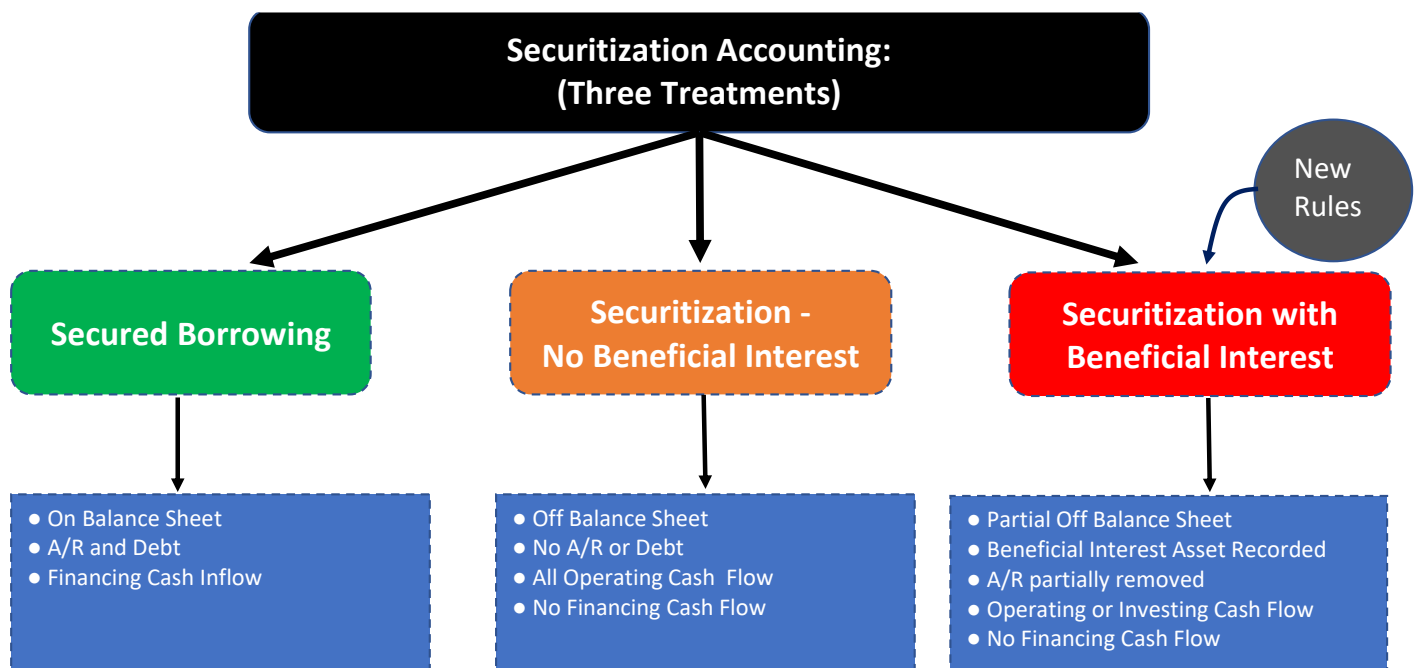 Securitization Accounting:
(Three Treatments)
New
Rules
Secured Borrowing
Securitization -
No Beneficial Interest
Securitization with
Beneficial Interest
● On Balance Sheet
● A/R and Debt
● Financing Cash Inflow
● Off Balance Sheet
● No A/R or Debt
● All Operating Cash  Flow
● No Financing Cash Flow
● Partial Off Balance Sheet
● Beneficial Interest Asset Recorded
● A/R partially removed
● Operating or Investing Cash Flow
● No Financing Cash Flow